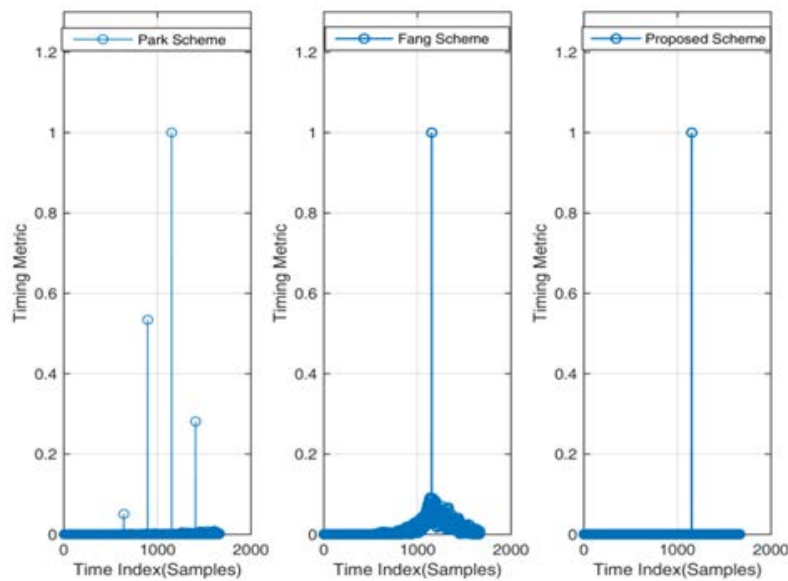 Park Scheme
1.2
1
0.8
0.6
0.4
0.2
0
Timing Metric
0 1000 2000
Time Index(Samples)
Fang Scheme
1.2
1
0.8
0.6
0.4
0.2
0
Timing Metric
0 1000 2000
Time Index(Samples)
Proposed Scheme
1.2
1
0.8
0.6
0.4
0.2
0
Timing Metric
0 1000 2000
Time Index(Samples)